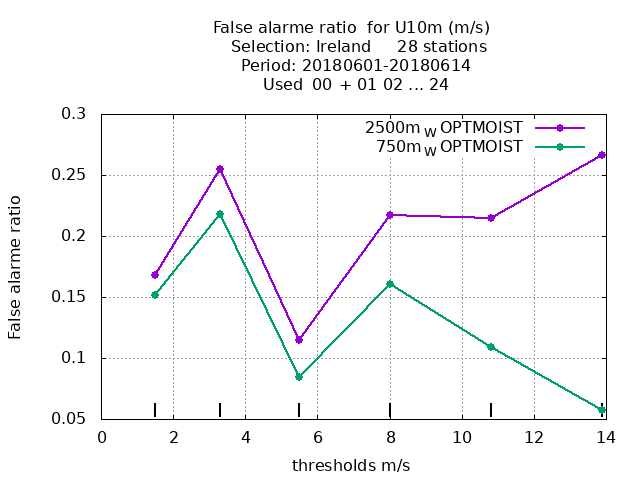 False alarme ratio for U10m (m/s)
Selection: Ireland 28 stations
Period: 20180601-20180614
Used 00 + 01 02 ... 24
2500m W OPTMOIST
750m W OPTMOIST
False alarme ratio
0.3
0.25
0.2
0.15
0.1
0.05
0 2 4 6 8 10 12 14
thresholds m/s